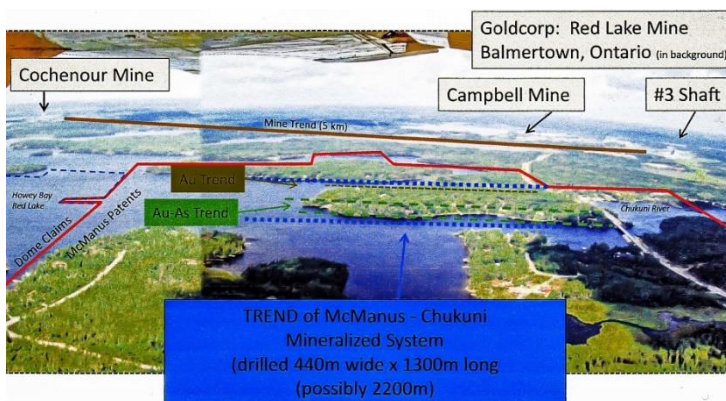 Goldcorp: Red Lake Mine
Balmertown, Ontario (in background)
Cochenour Mine
Campbell Mine
#3 Shaft
Mine Trend (5 km)
Au Trend
Howey Bay
Red Lake
Au-As Trend
Chukuni River
Dome Claims
McManus Patents
TREND of McManus - Chukuni
Mineralized System
(drilled 440m wide x 1300m long
(possibly 2200m)